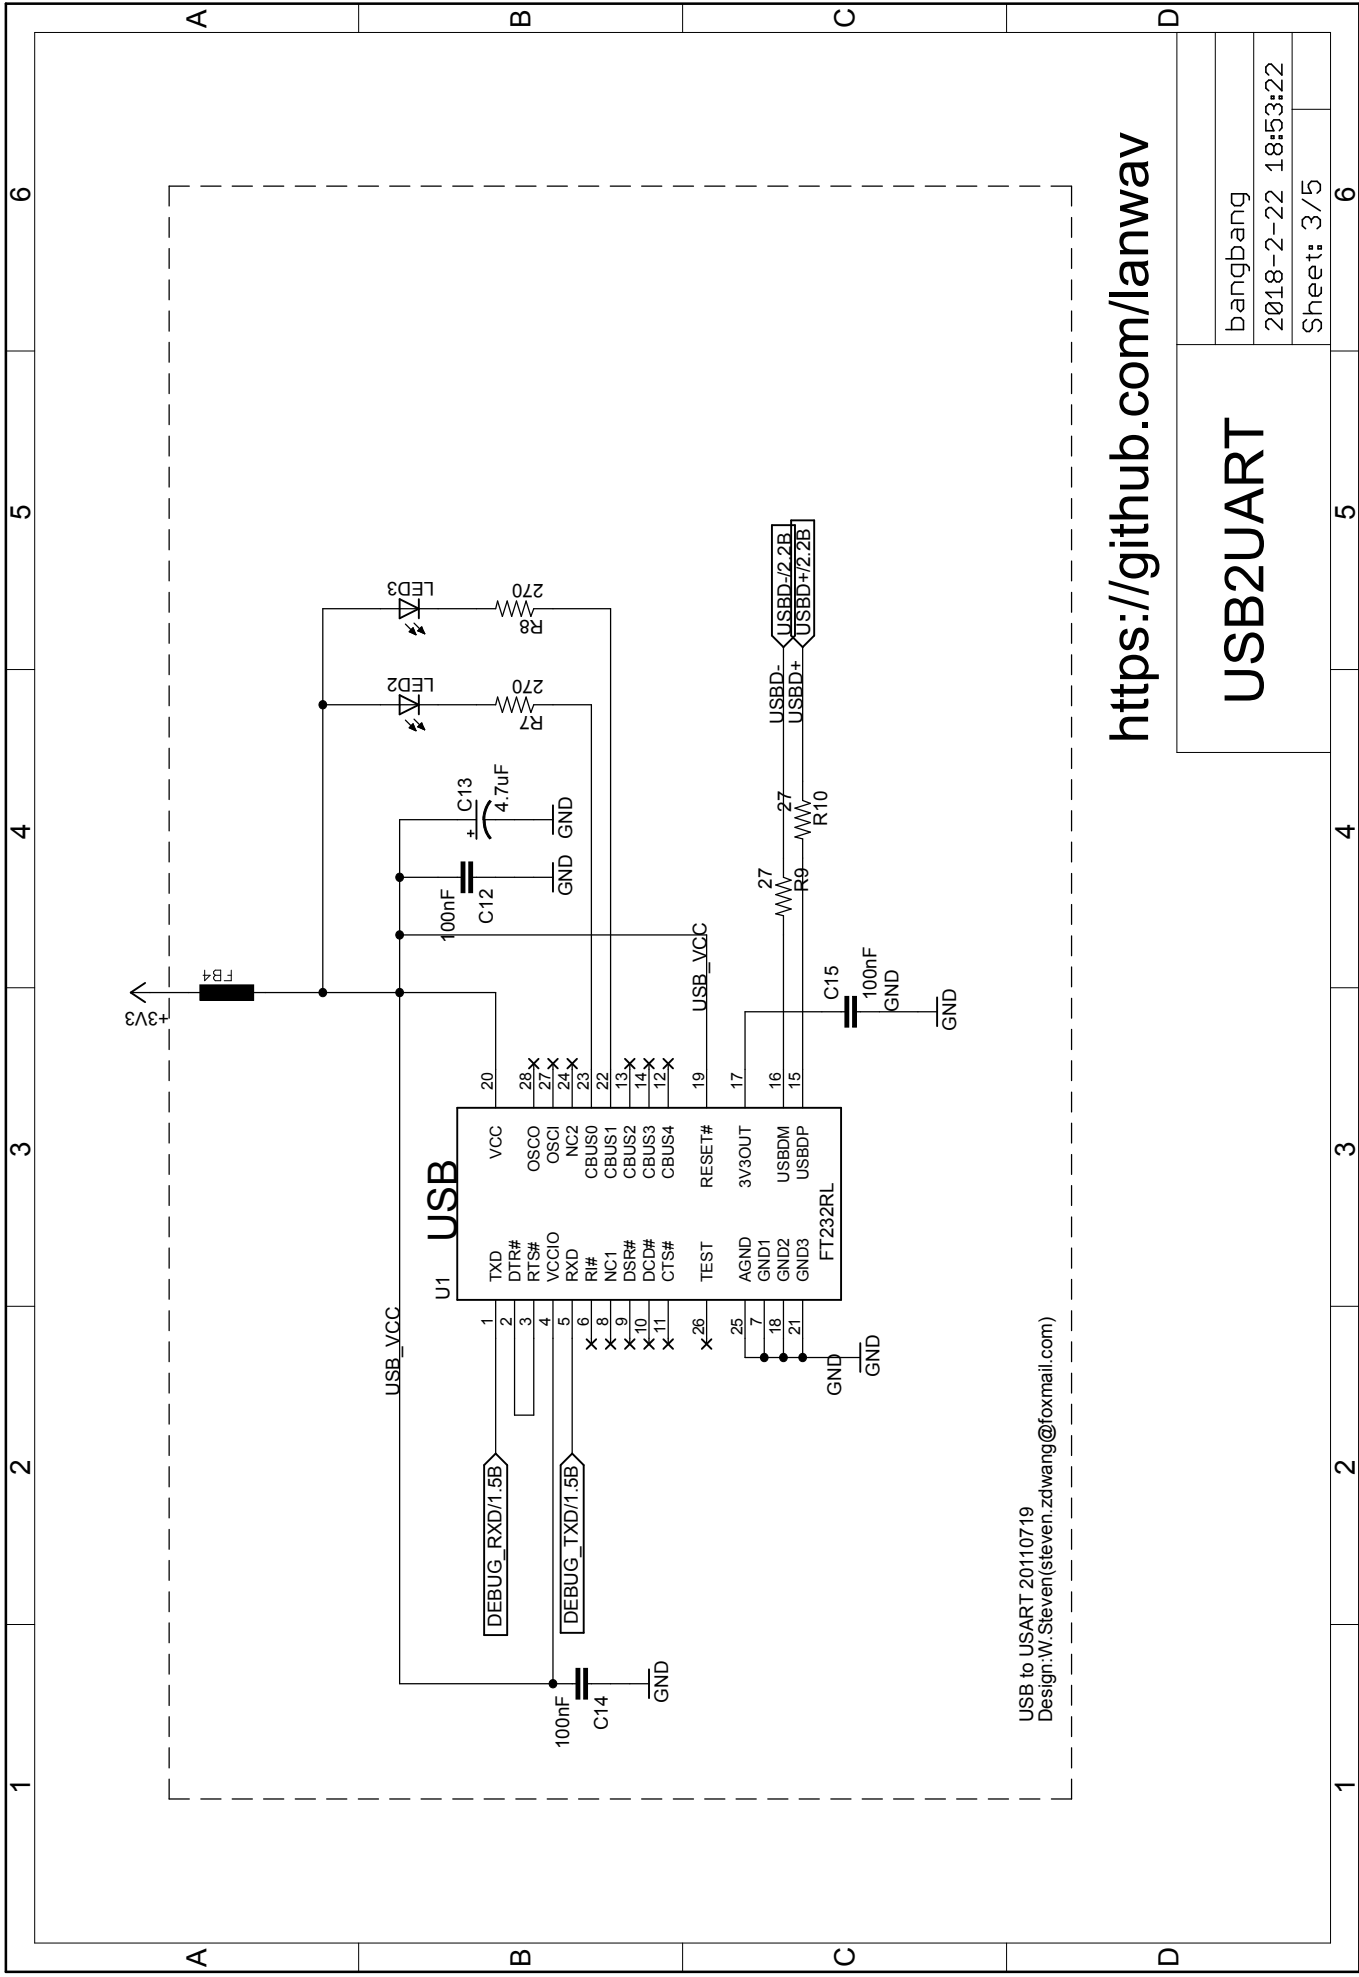 1
2
3
4
5
6
A
B
C
D
+3V3
FB4
USB_VCC
U1
USB
FT232RL
1
TXD
2
DTR#
3
RTS#
4
VCCIO
5
RXD
6
RI#
8
NC1
9
DSR#
10
DCD#
11
CTS#
26
TEST
25
AGND
7
GND1
18
GND2
21
GND3
VCC
20
OSCO
28
OSCI
27
NC2
24
CBUS0
23
CBUS1
22
CBUS2
13
CBUS3
14
CBUS4
12
RESET#
19
3V3OUT
17
USBDM
16
USBDP
15
DEBUG_RXD/1.5B
DEBUG_TXD/1.5B
100nF
C14
GND
GND
GND
100nF
C12
GND
C13
4.7uF
+
GND
LED2
R7
270
LED3
R8
270
USB_VCC
C15
100nF
GND
GND
27
R9
27
R10
USBD-
USBD+
USBD-/2.2B
USBD+/2.2B
USB to USART 20110719
Design:W.Steven(steven.zdwang@foxmail.com)
https://github.com/lanwav
USB2UART
bangbang
2018-2-22 18:53:22
Sheet: 3/5
A
B
C
D
1
2
3
4
5
6